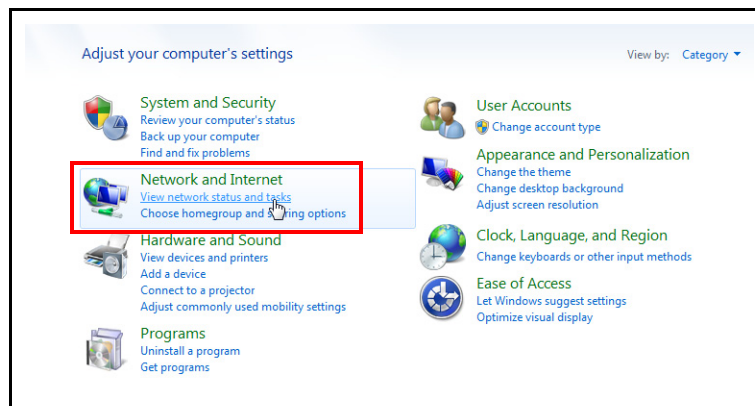 Adjust your computer's settings
View by: Category
System and Security
Review your computer's status
Back up your computer
Find and fix problems
Network and Internet
View network status and tasks
Choose homegroup and sharing options
Hardware and Sound
View devices and printers
Add a device
Connect to a projector
Adjust commonly used mobility settings
Programs
Uninstall a program
Get programs
User Accounts
Change account type
Appearance and Personalization
Change the theme
Change desktop background
Adjust screen resolution
Clock, Language, and Region
Change keyboards or other input methods
Ease of Access
Let Windows suggest settings
Optimize visual display